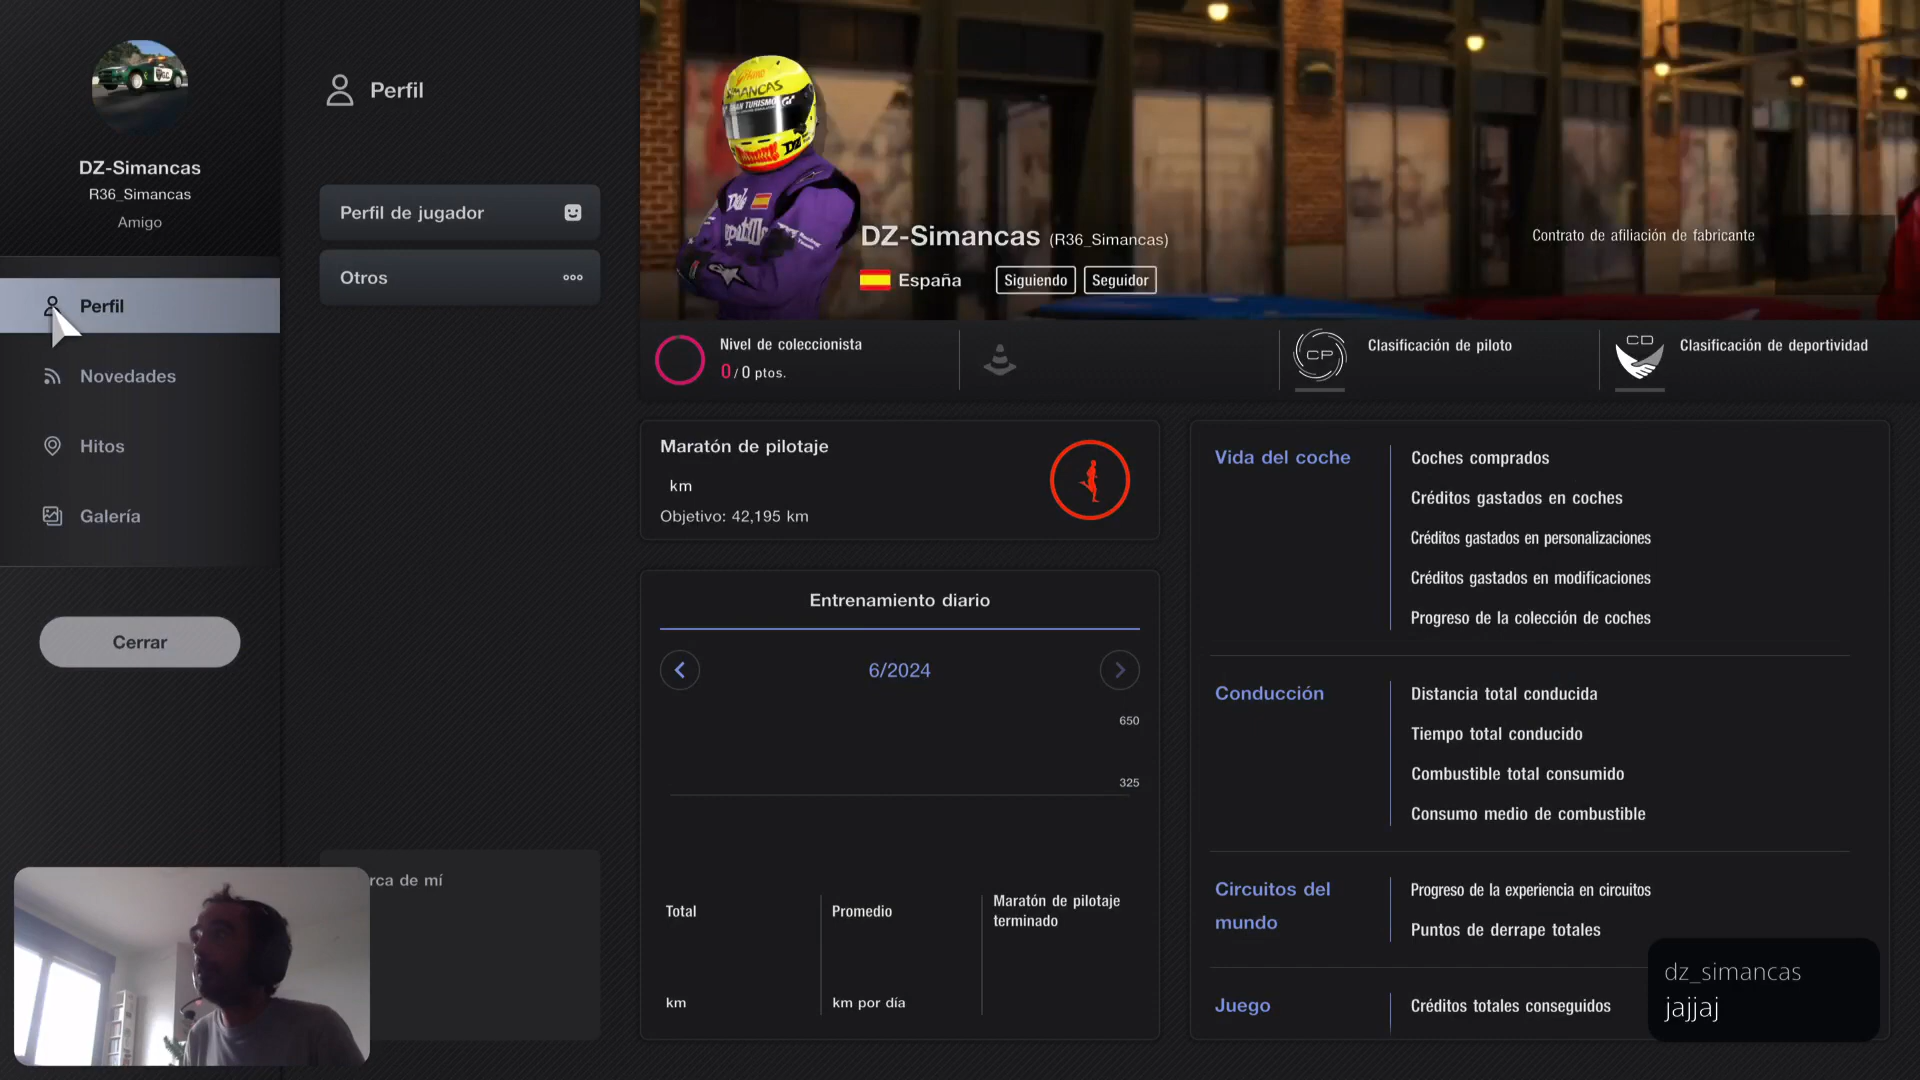 DZ-Simancas
R36_Simancas
Amigo
Perfil
Novedades
Hitos
Galería
Cerrar
Perfil
Perfil de jugador
Otros
rca de mí
SIMANCAS
GRAN TURISMO
DZ-Simancas (R36_Simancas)
España
Siguiendo
Seguidor
Contrato de afiliación de fabricante
Nivel de coleccionista
0 / 0 ptos.
CP
Clasificación de piloto
CD
Clasificación de deportividad
Maratón de pilotaje
km
Objetivo: 42,195 km
Entrenamiento diario
6/2024
650
325
Total
km
Promedio
km por día
Maratón de pilotaje
terminado
Vida del coche
Coches comprados
Créditos gastados en coches
Créditos gastados en personalizaciones
Créditos gastados en modificaciones
Progreso de la colección de coches
Conducción
Distancia total conducida
Tiempo total conducido
Combustible total consumido
Consumo medio de combustible
Circuitos del
mundo
Progreso de la experiencia en circuitos
Puntos de derrape totales
Juego
Créditos totales conseguidos
dz_simancas
jajjaj